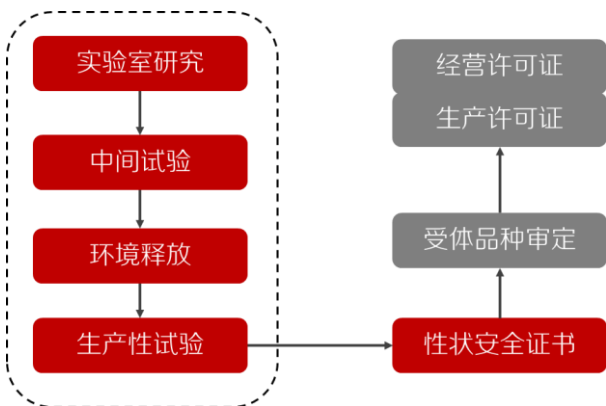 实验室研究
中间试验
环境释放
生产性试验
经营许可证
生产许可证
受体品种审定
性状安全证书